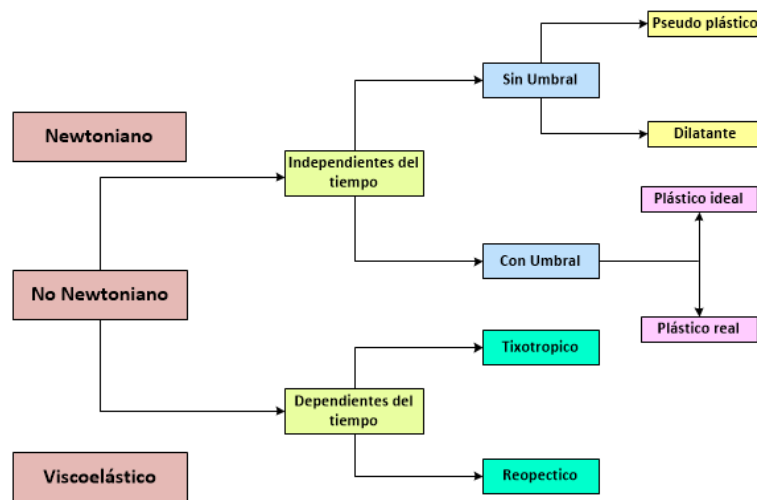 Pseudo plástico
Sin Umbral
Newtoniano
Dilatante
Independientes del
tiempo
Plástico ideal
Con Umbral
No Newtoniano
Plástico real
Tixotropico
Dependientes del
tiempo
Viscoelástico
Reopectico